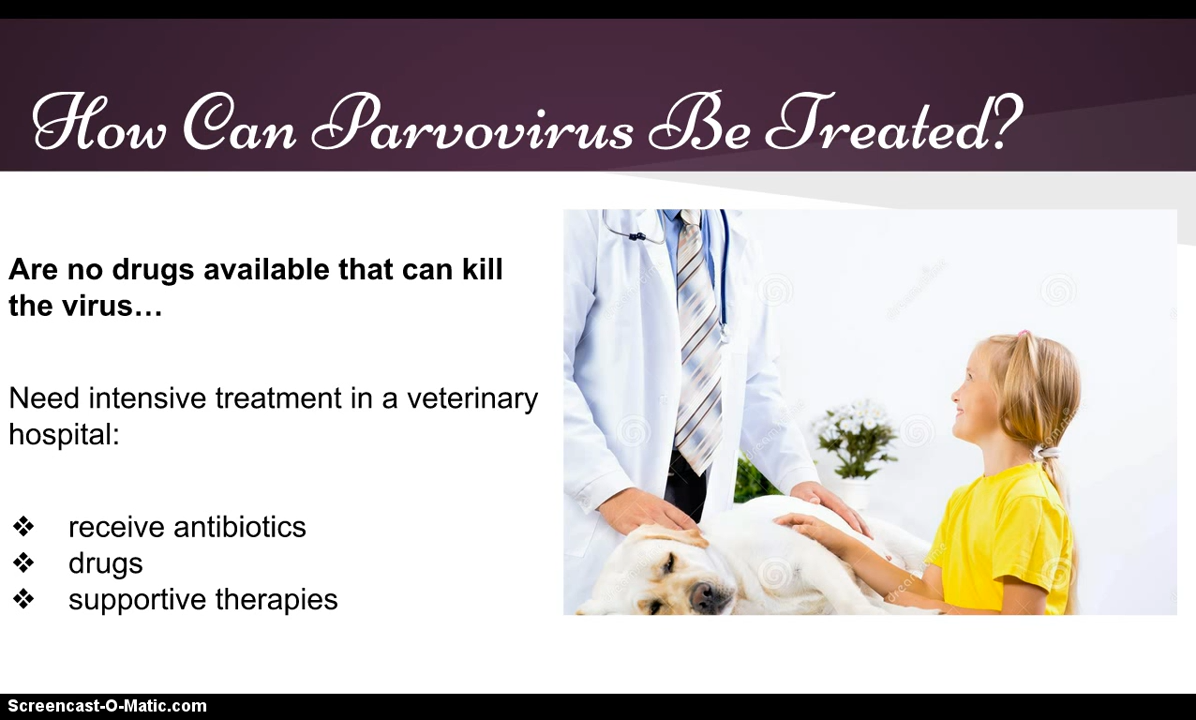 How Can Parvovirus Be Treated?
Are no drugs available that can kill
the virus…
Need intensive treatment in a veterinary
hospital:
❖ receive antibiotics
❖ drugs
❖ supportive therapies
Screencast-O-Matic.com